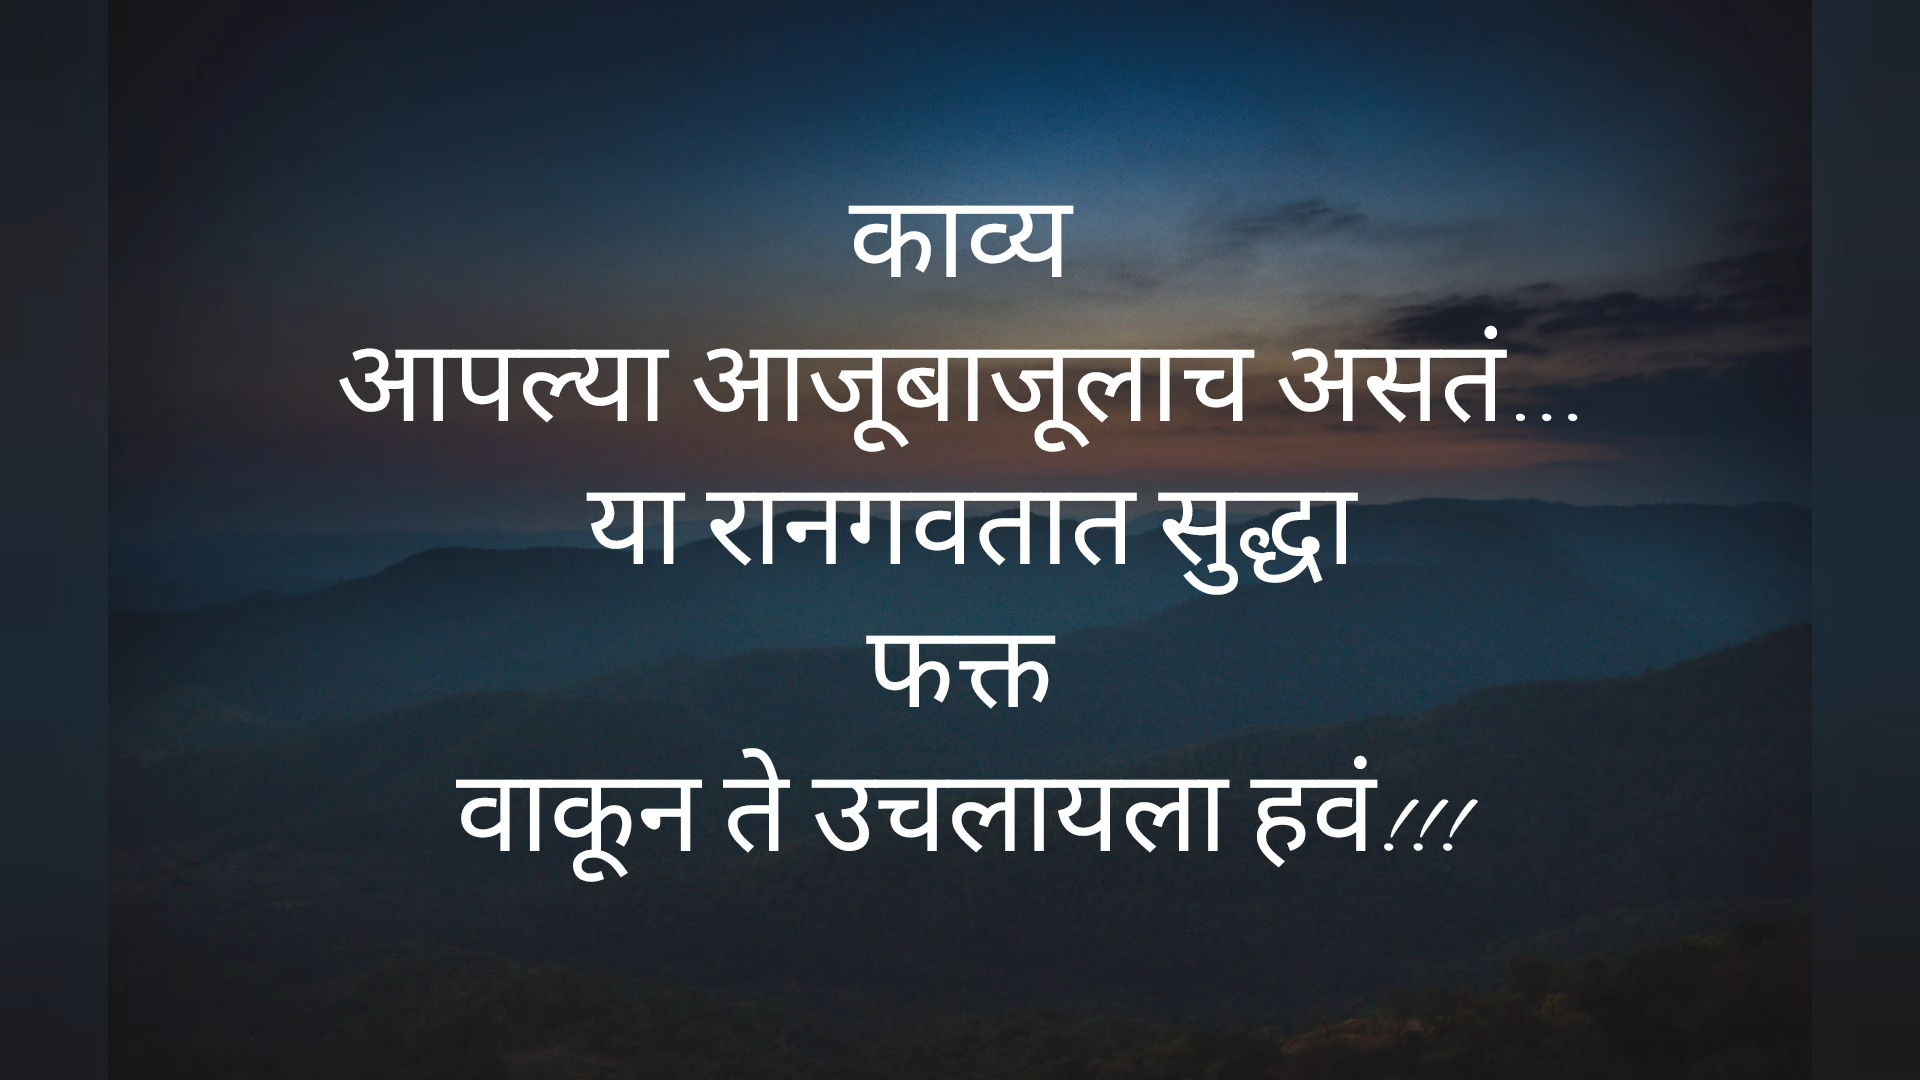 काव्य
आपल्या आजूबाजूलाच असतं...
या रानगवतात सुद्धा
फक्त
वाकून ते उचलायला हवं!!!